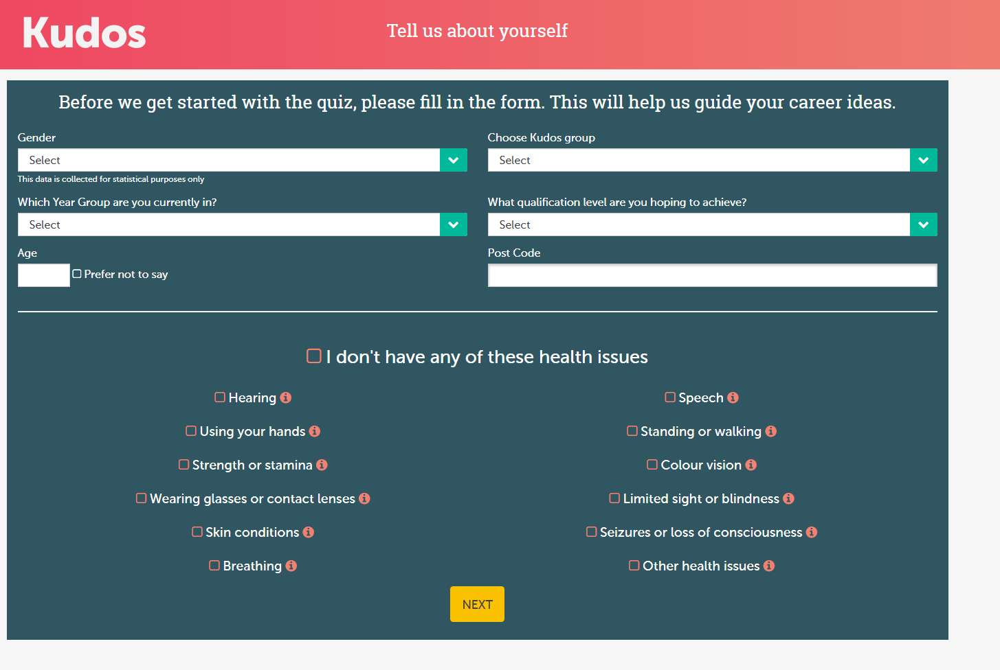 Kudos
Tell us about yourself
Before we get started with the quiz, please fill in the form. This will help us guide your career ideas.
Gender
Choose Kudos group
Select
Select
This data is collected for statistical purposes only
Which Year Group are you currently in?
What qualification level are you hoping to achieve?
Select
Select
Age
Post Code
Prefer not to say
I don't have any of these health issues
Hearing
Speech
Using your hands
Standing or walking
Strength or stamina
Colour vision
Wearing glasses or contact lenses
Limited sight or blindness
Skin conditions
Seizures or loss of consciousness
Breathing
Other health issues
NEXT